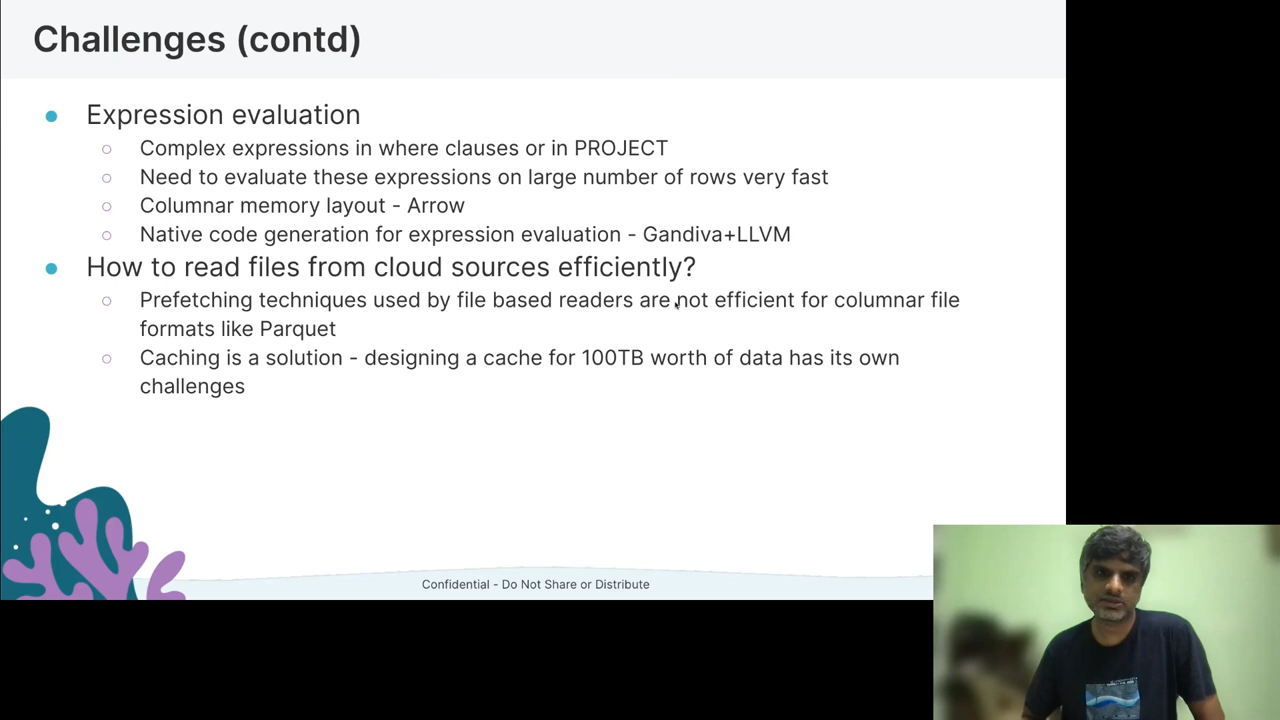 Challenges (contd)
Expression evaluation
Complex expressions in where clauses or in PROJECT
Need to evaluate these expressions on large number of rows very fast
Columnar memory layout - Arrow
Native code generation for expression evaluation - Gandiva+LLVM
How to read files from cloud sources efficiently?
Prefetching techniques used by file based readers are not efficient for columnar file
formats like Parquet
Caching is a solution - designing a cache for 100TB worth of data has its own
challenges
Confidential - Do Not Share or Distribute